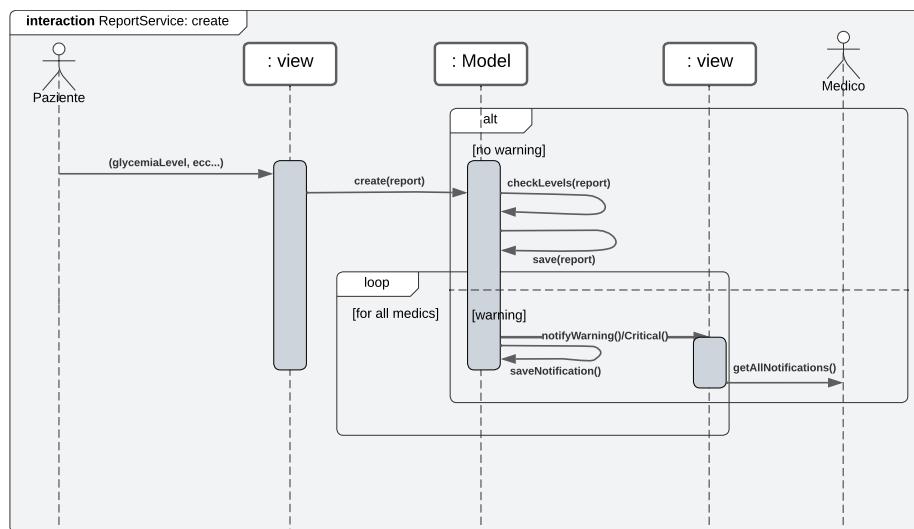 interaction ReportService: create
: view
: Model
: view
Paziente
Medico
alt
[no warning]
(glycemiaLevel, ecc...)
create(report)
checkLevels(report)
save(report)
loop
[for all medics]
[warning]
notifyWarning()/Critical()
saveNotification()
getAllNotifications()